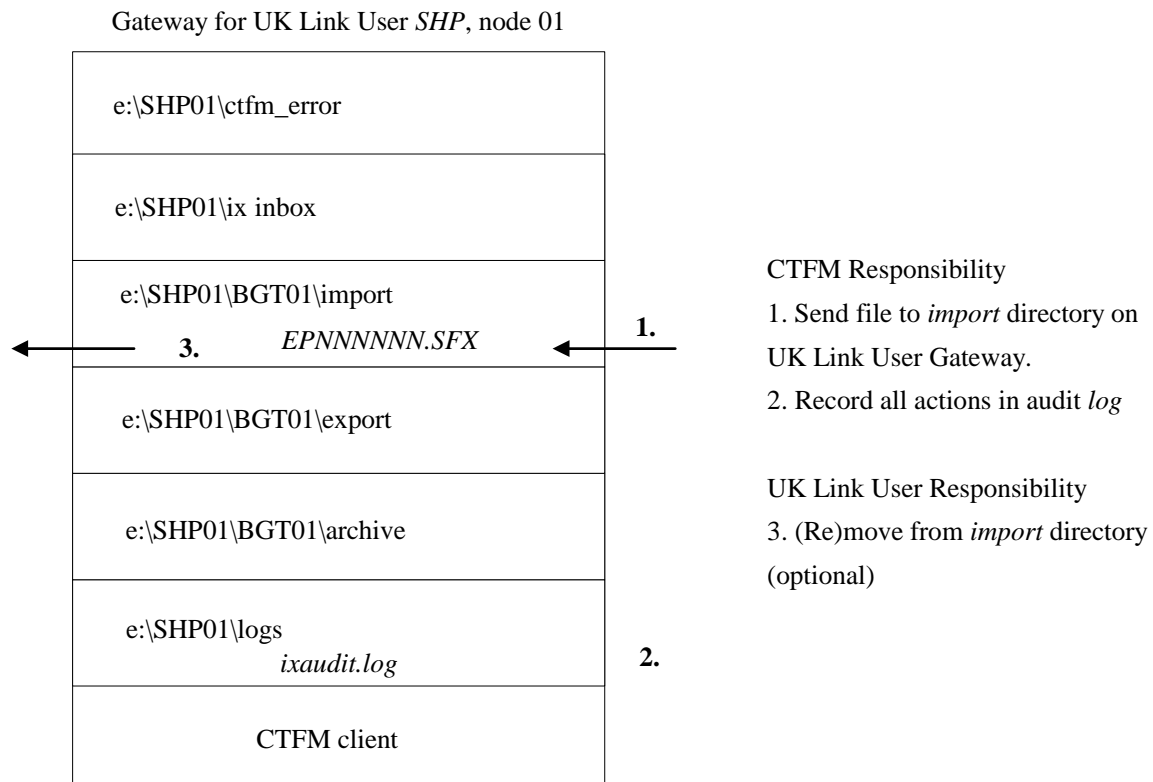 Gateway for UK Link User SHP, node 01
e:\SHP01\ctfm_error
e:\SHP01\ix inbox
e:\SHP01\BGT01\import
3. EPNNNNNN.SFX
1.
e:\SHP01\BGT01\export
e:\SHP01\BGT01\archive
e:\SHP01\logs
ixaudit.log
2.
CTFM client
CTFM Responsibility
1. Send file to import directory on
UK Link User Gateway.
2. Record all actions in audit log
UK Link User Responsibility
3. (Re)move from import directory
(optional)